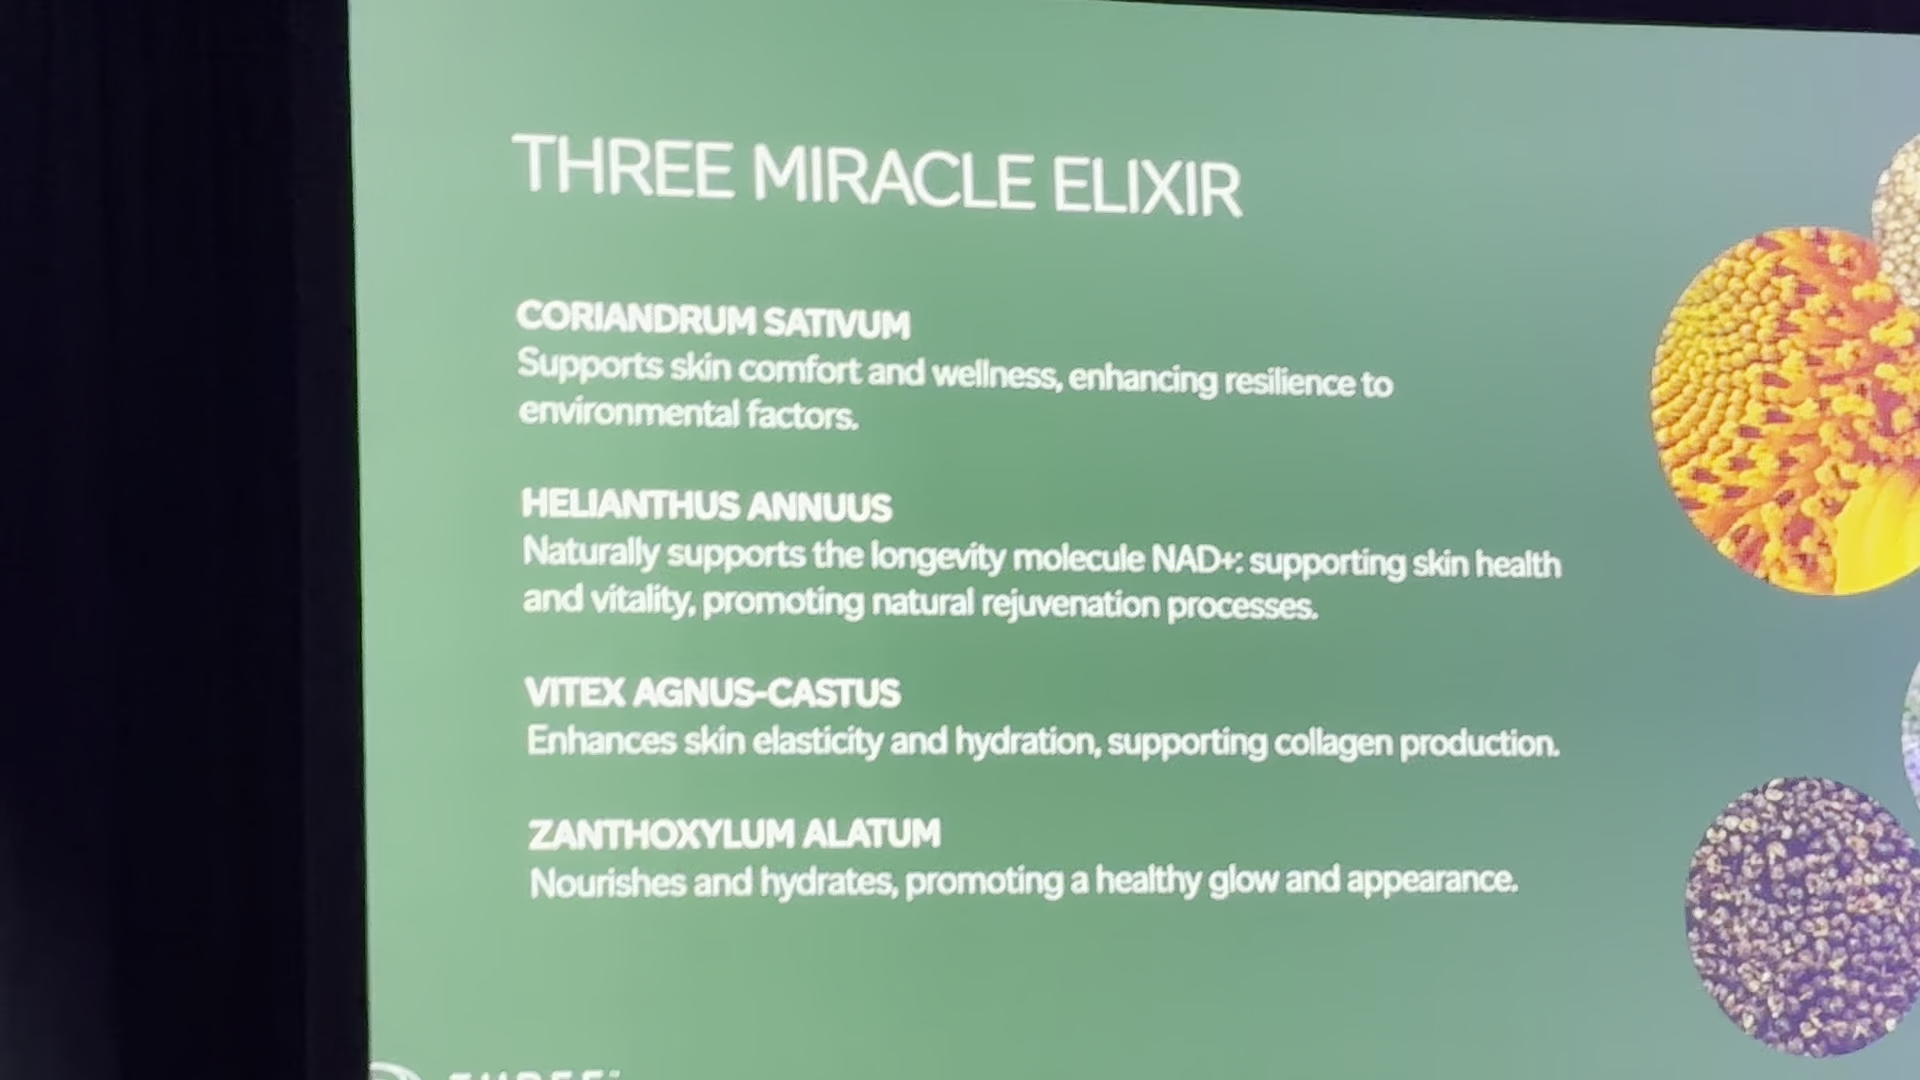 THREE MIRACLE ELIXIR
CORIANDRUM SATIVUM
Supports skin comfort and wellness, enhancing resilience to
environmental factors.
HELIANTHUS ANNUUS
Naturally supports the longevity molecule NAD+: supporting skin health
and vitality, promoting natural rejuvenation processes.
VITEX AGNUS-CASTUS
Enhances skin elasticity and hydration, supporting collagen production.
ZANTHOXYLUM ALATUM
Nourishes and hydrates, promoting a healthy glow and appearance.
THREE